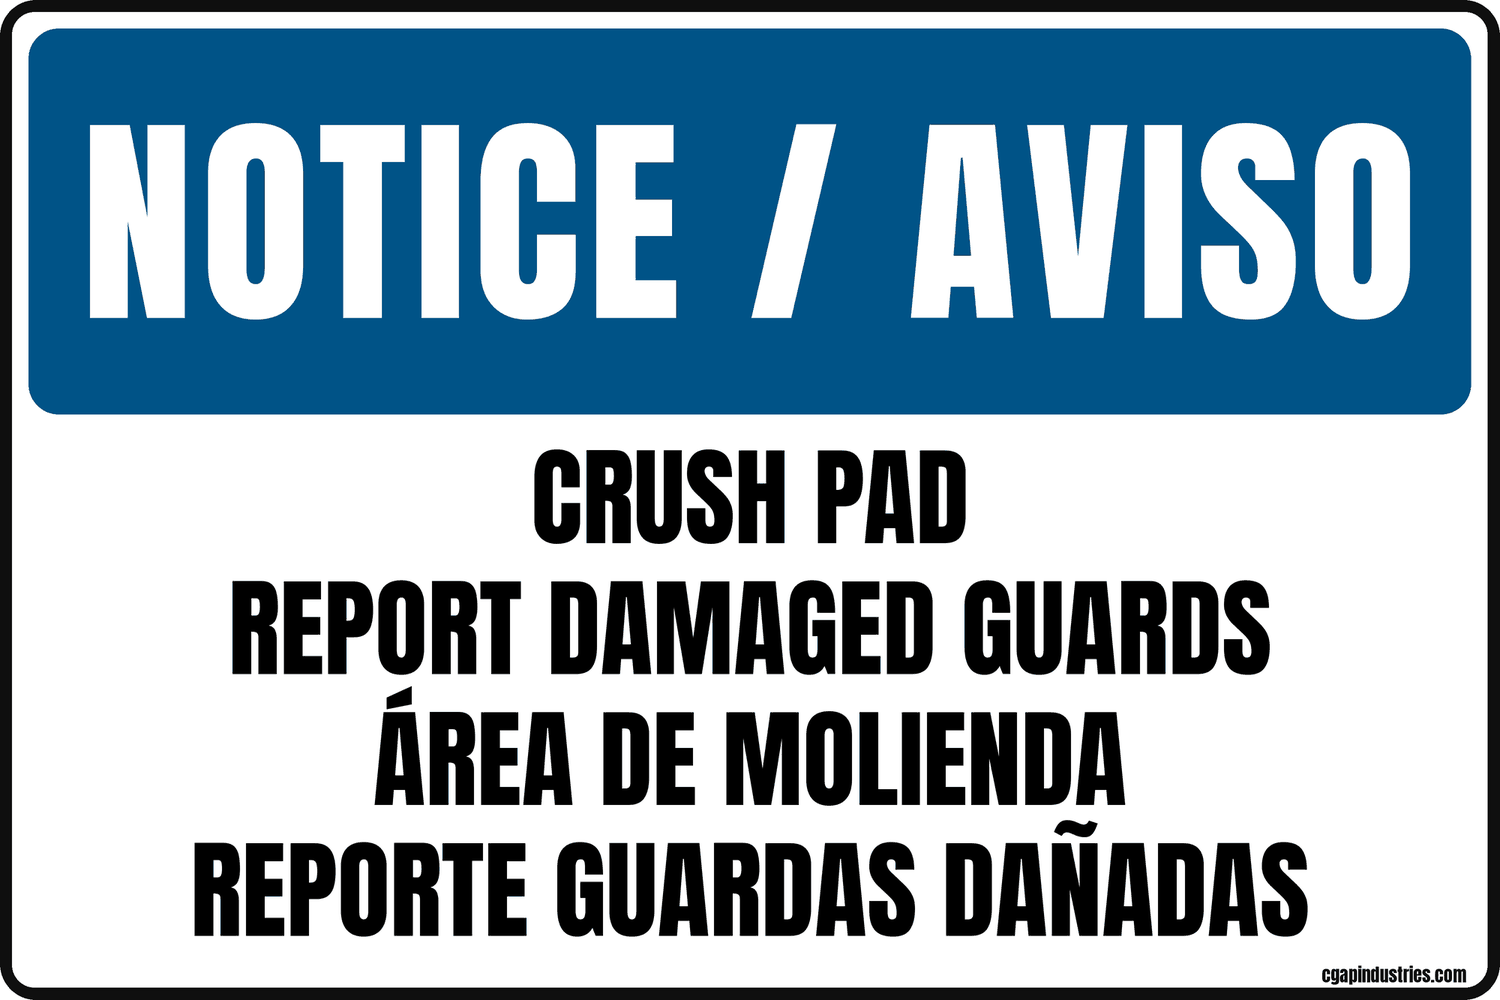 NOTICE / AVISO
CRUSH PAD
REPORT DAMAGED GUARDS
ÁREA DE MOLIENDA
REPORTE GUARDAS DAÑADAS
cgapindustries.com